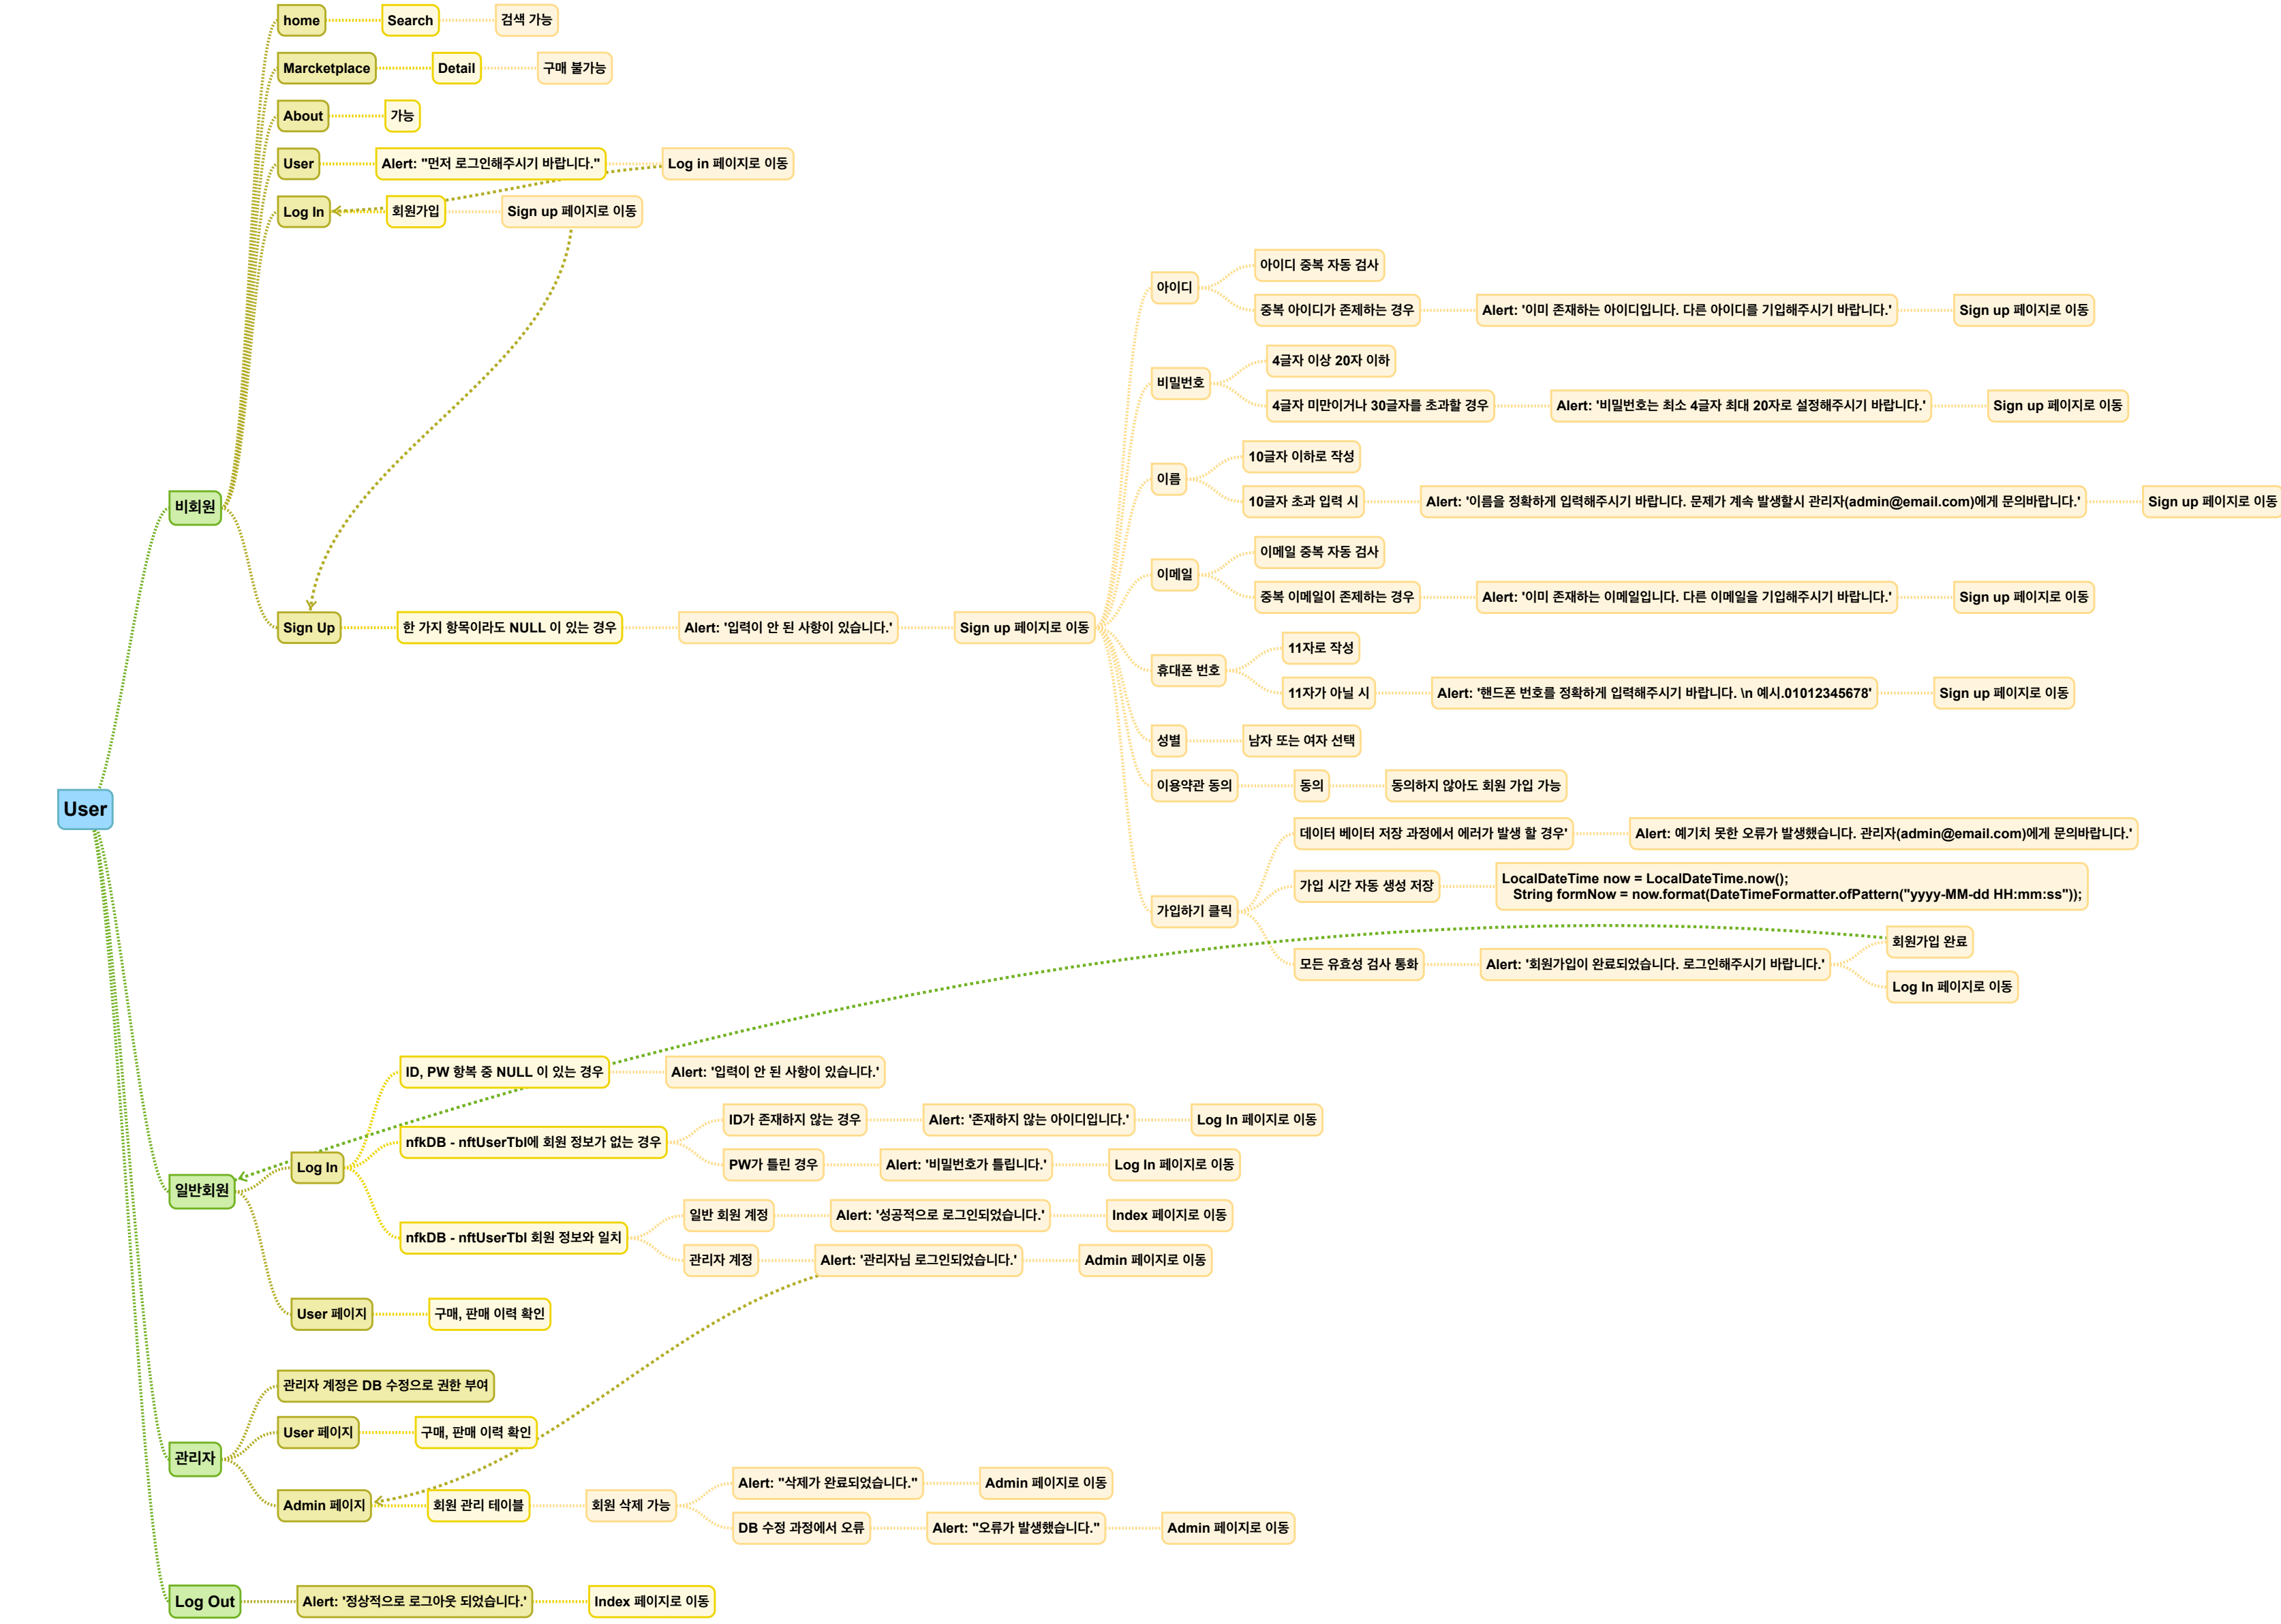 User
비회원
home
Search
검색 가능
Marcketplace
Detail
구매 불가능
About
가능
User
Alert: "먼저 로그인해주시기 바랍니다."
Log in 페이지로 이동
Log In
회원가입
Sign up 페이지로 이동
Sign Up
한 가지 항목이라도 NULL 이 있는 경우
Alert: '입력이 안 된 사항이 있습니다.'
Sign up 페이지로 이동
아이디
아이디 중복 자동 검사
중복 아이디가 존재하는 경우
Alert: '이미 존재하는 아이디입니다. 다른 아이디를 기입해주시기 바랍니다.'
Sign up 페이지로 이동
비밀번호
4글자 이상 20자 이하
4글자 미만이거나 30글자를 초과할 경우
Alert: '비밀번호는 최소 4글자 최대 20자로 설정해주시기 바랍니다.'
Sign up 페이지로 이동
이름
10글자 이하로 작성
10글자 초과 입력 시
Alert: '이름을 정확하게 입력해주시기 바랍니다. 문제가 계속 발생할시 관리자(admin@email.com)에게 문의바랍니다.'
Sign up 페이지로 이동
이메일
이메일 중복 자동 검사
중복 이메일이 존재하는 경우
Alert: '이미 존재하는 이메일입니다. 다른 이메일을 기입해주시기 바랍니다.'
Sign up 페이지로 이동
휴대폰 번호
11자로 작성
11자가 아닐 시
Alert: '핸드폰 번호를 정확하게 입력해주시기 바랍니다. \n 예시.01012345678'
Sign up 페이지로 이동
성별
남자 또는 여자 선택
이용약관 동의
동의
동의하지 않아도 회원 가입 가능
가입하기 클릭
데이터 베이터 저장 과정에서 에러가 발생 할 경우'
Alert: 예기치 못한 오류가 발생했습니다. 관리자(admin@email.com)에게 문의바랍니다.'
가입 시간 자동 생성 저장
LocalDateTime now = LocalDateTime.now();
String formNow = now.format(DateTimeFormatter.ofPattern("yyyy-MM-dd HH:mm:ss"));
모든 유효성 검사 통화
Alert: '회원가입이 완료되었습니다. 로그인해주시기 바랍니다.'
회원가입 완료
Log In 페이지로 이동
일반회원
Log In
ID, PW 항복 중 NULL 이 있는 경우
Alert: '입력이 안 된 사항이 있습니다.'
nfkDB - nftUserTbl에 회원 정보가 없는 경우
ID가 존재하지 않는 경우
Alert: '존재하지 않는 아이디입니다.'
Log In 페이지로 이동
PW가 틀린 경우
Alert: '비밀번호가 틀립니다.'
Log In 페이지로 이동
nfkDB - nftUserTbl 회원 정보와 일치
일반 회원 계정
Alert: '성공적으로 로그인되었습니다.'
Index 페이지로 이동
관리자 계정
Alert: '관리자님 로그인되었습니다.'
Admin 페이지로 이동
User 페이지
구매, 판매 이력 확인
관리자
관리자 계정은 DB 수정으로 권한 부여
User 페이지
구매, 판매 이력 확인
Admin 페이지
회원 관리 테이블
회원 삭제 가능
Alert: "삭제가 완료되었습니다."
Admin 페이지로 이동
DB 수정 과정에서 오류
Alert: "오류가 발생했습니다."
Admin 페이지로 이동
Log Out
Alert: '정상적으로 로그아웃 되었습니다.'
Index 페이지로 이동